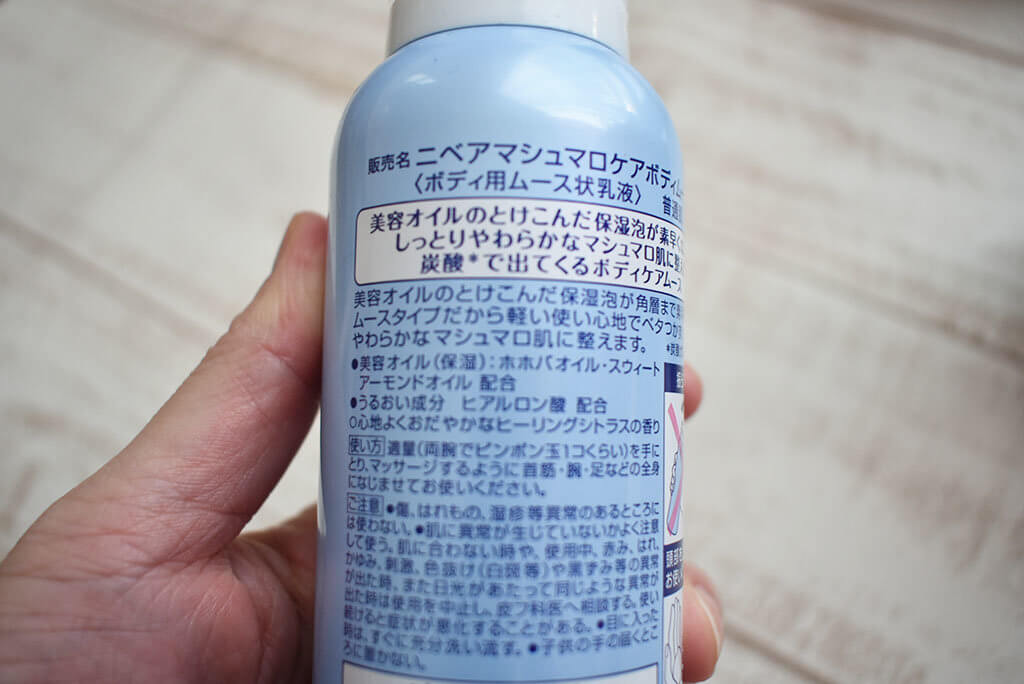 販売名 ニベアマシュマロケアボディム
〈ボディ用ムース状乳液〉 普通
美容オイルのとけこんだ保湿泡が素早く
しっとりやわらかなマシュマロ肌に整え
炭酸*で出てくるボディケアムー
美容オイルのとけこんだ保湿泡が角層まで
ムースタイプだから軽い使い心地でベタつか
やわらかなマシュマロ肌に整えます。 *炭酸
●美容オイル(保湿):ホホバオイル・スウィート
アーモンドオイル 配合
●うるおい成分 ヒアルロン酸 配合
○心地よくおだやかなヒーリングシトラスの香り
使い方 適量(両腕でピンポン玉1コくらい)を手に
とり、マッサージするように首筋・腕・足などの全身
になじませてお使いください。
ご注意 ●傷、はれもの、湿疹等異常のあるところに
は使わない。●肌に異常が生じていないかよく注意
して使う。肌に合わない時や、使用中、赤み、はれ、
かゆみ、刺激、色抜け(白斑等)や黒ずみ等の異常
が出た時、また日光があたって同じような異常が
出た時は使用を中止し、皮フ科医へ相談する。使い
続けると症状が悪化することがある。●目に入った
時は、すぐに充分洗い流す。●子供の手の届くとこ
ろに置かない。
頭部を
お使い